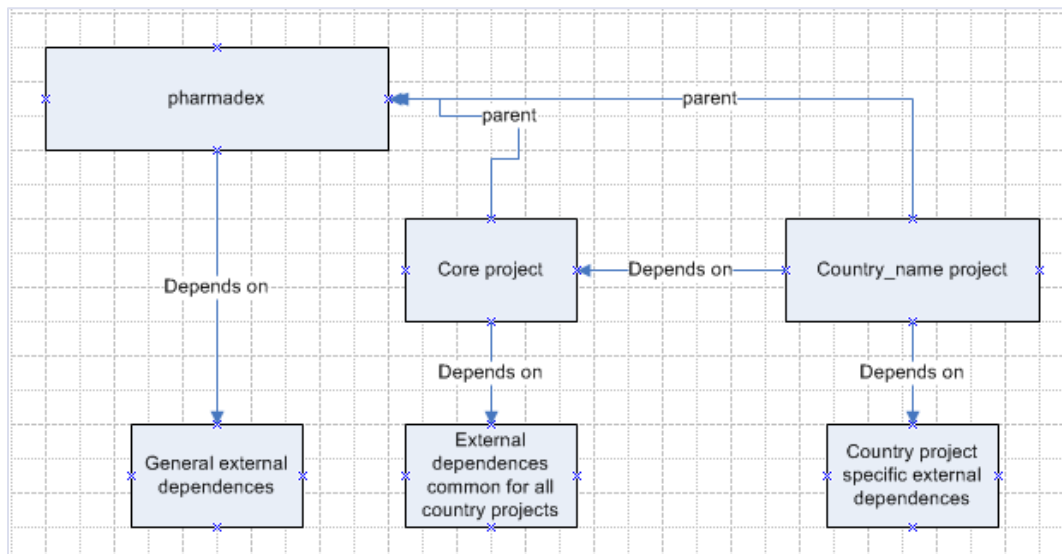 pharmadex
parent
parent
Core project
Depends on
Country_name project
Depends on
Depends on
Depends on
General external
dependences
External
dependences
common for all
country projects
Country project
specific external
dependences